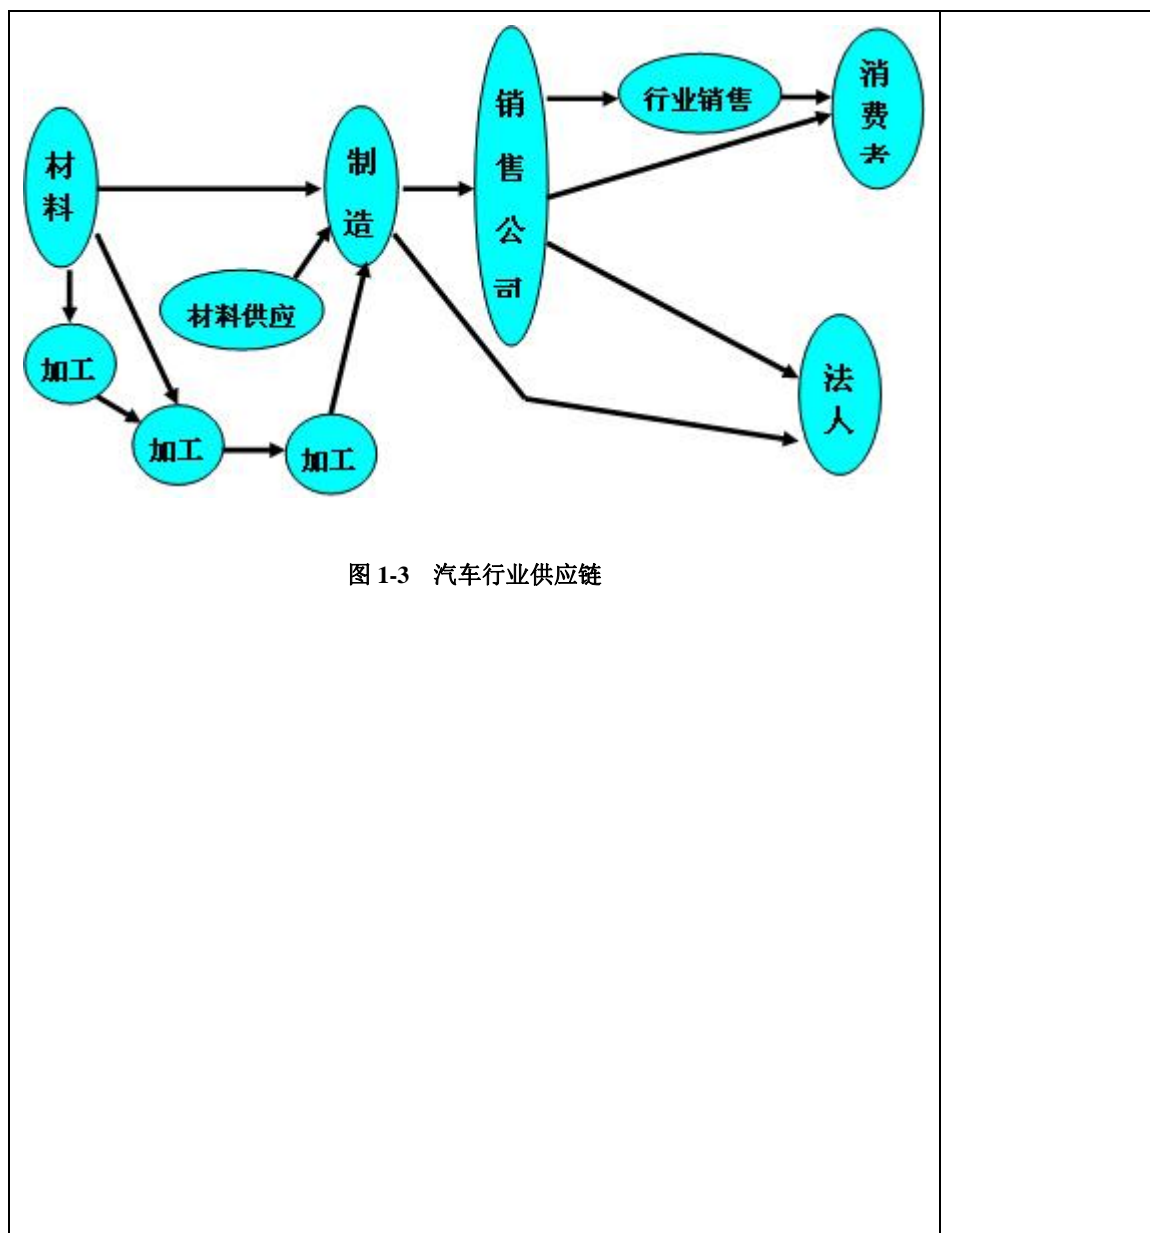 材料
制造
销售公司
行业销售
消费者
材料供应
加工
加工
加工
法人
图 1-3 汽车行业供应链